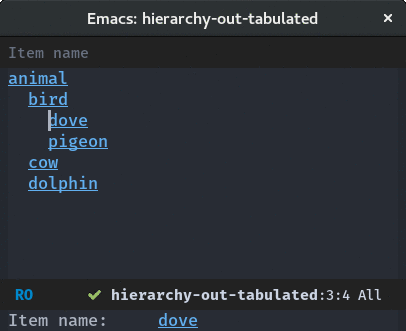 Emacs: hierarchy-out-tabulated ×
Item name
animal
bird
dove
pigeon
cow
dolphin
RO ✔ hierarchy-out-tabulated:3:4 All
Item name: dove